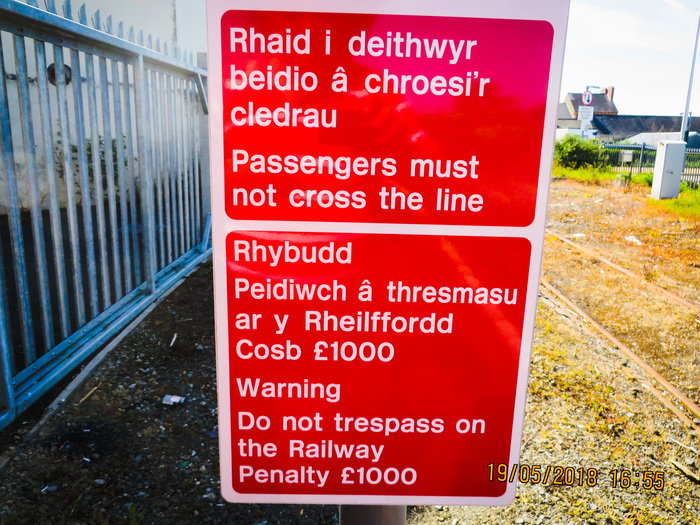 Rhaid i deithwyr
beidio â chroesi'r
cledrau
Passengers must
not cross the line
Rhybudd
Peidiwch â thresmasu
ar y Rheilffordd
Cosb £1000
Warning
Do not trespass on
the Railway
Penalty £1000
19/05/2018 16:55